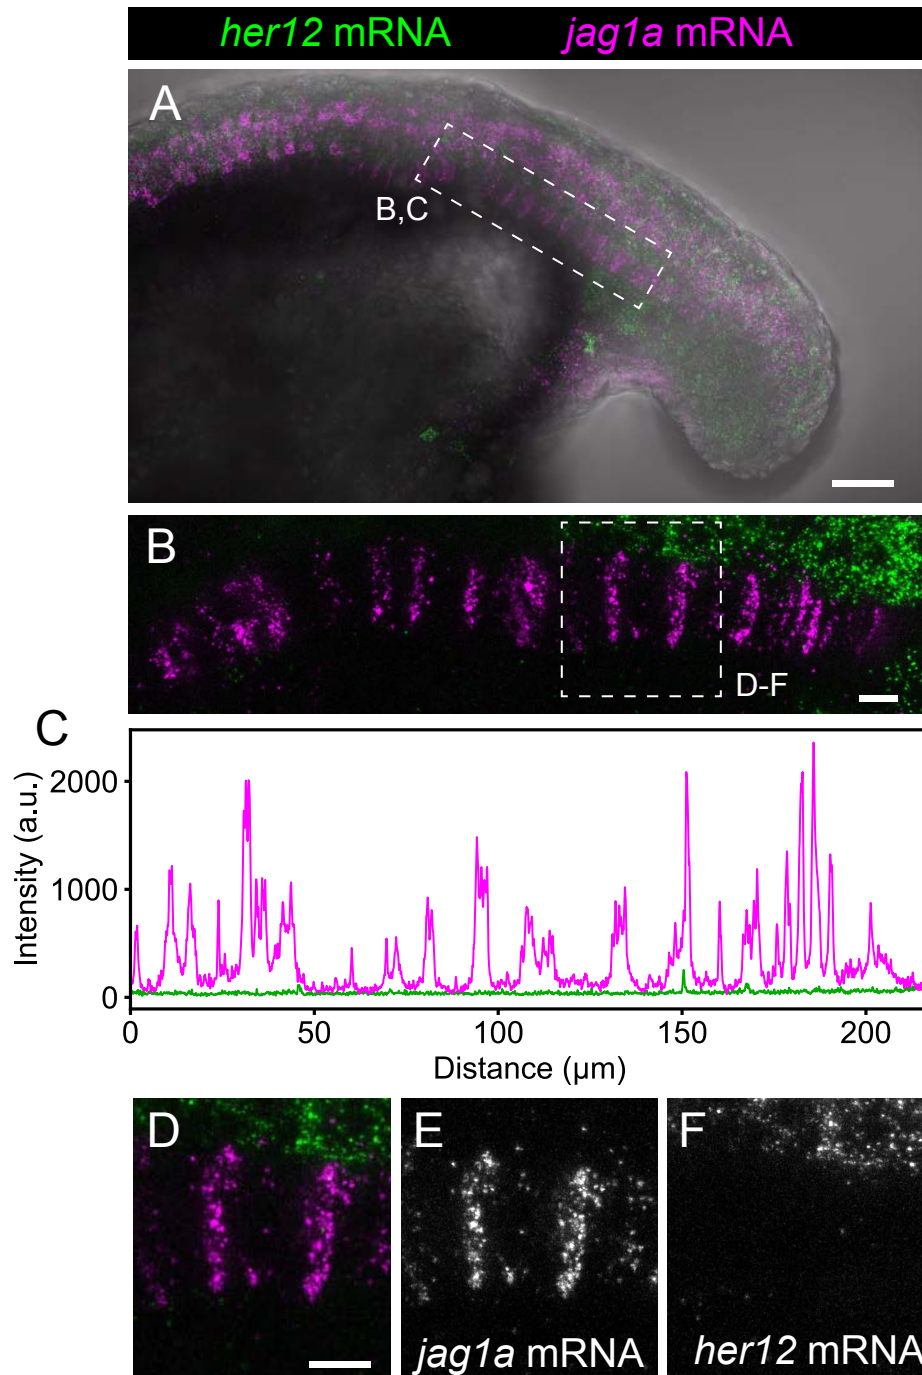 her12 mRNA jag1a mRNA
A
B,C
B
D-F
C
Intensity (a.u.)
2000
1000
0
0 50 100 150 200
Distance (µm)
D E F
jag1a mRNA her12 mRNA